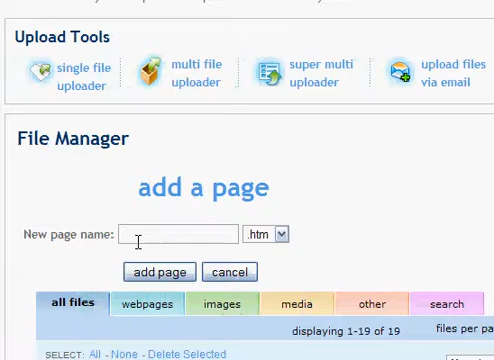 Upload Tools
single file uploader
multi file uploader
super multi uploader
upload files via email
File Manager
add a page
New page name:
.htm
add page
cancel
all files
webpages
images
media
other
search
displaying 1-19 of 19
files per pa
SELECT: All - None - Delete Selected